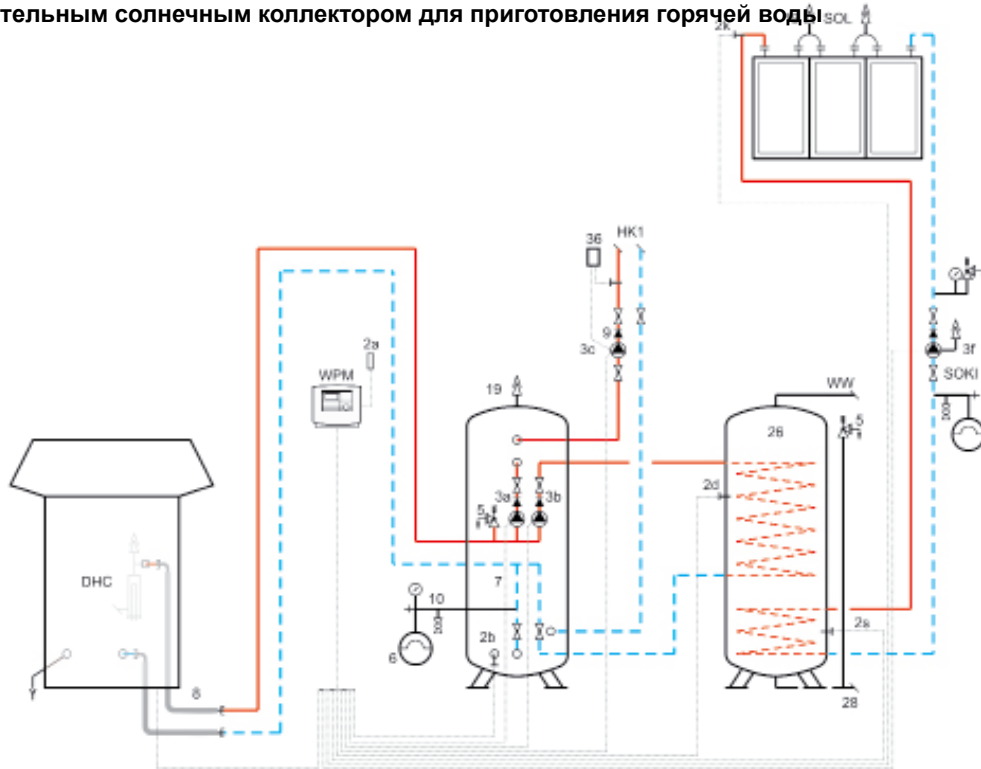 тельным солнечным коллектором для приготовления горячей воды
SOL
2k
36
HK1
9
3c
2a
WPM
19
3f
SOKI
WW
26
5
2d
3a
3b
5
DHC
7
10
2b
6
2s
8
28